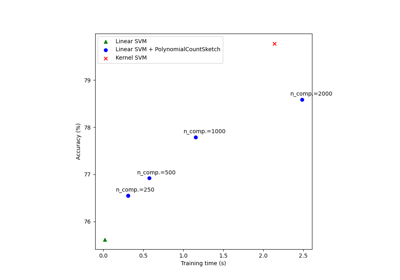 Linear SVM
Linear SVM + PolynomialCountSketch
Kernel SVM
n_comp.=2000
n_comp.=1000
n_comp.=500
n_comp.=250
79
78
77
76
Accuracy (%)
0.0 0.5 1.0 1.5 2.0 2.5
Training time (s)